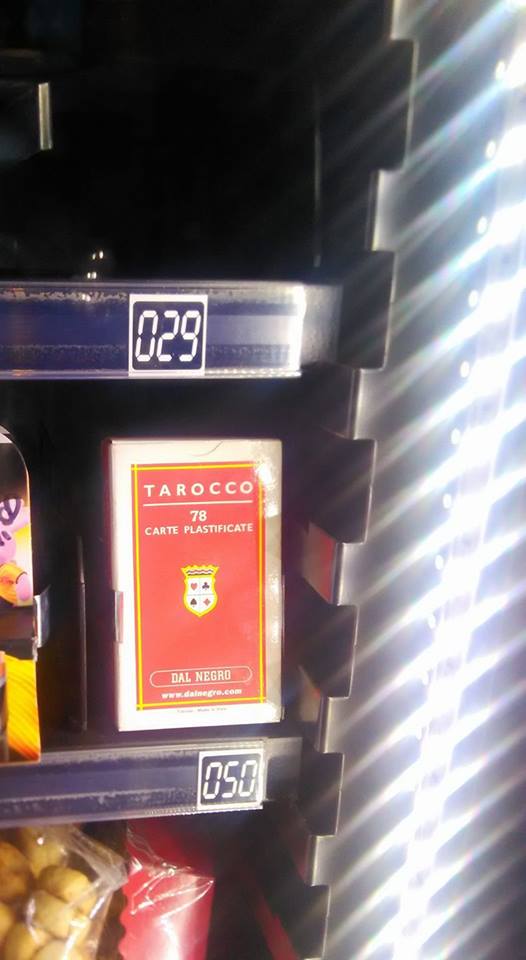 029
TAROCCO
78
CARTE PLASTIFICATE
DAL NEGRO
www.dalnegro.com
050